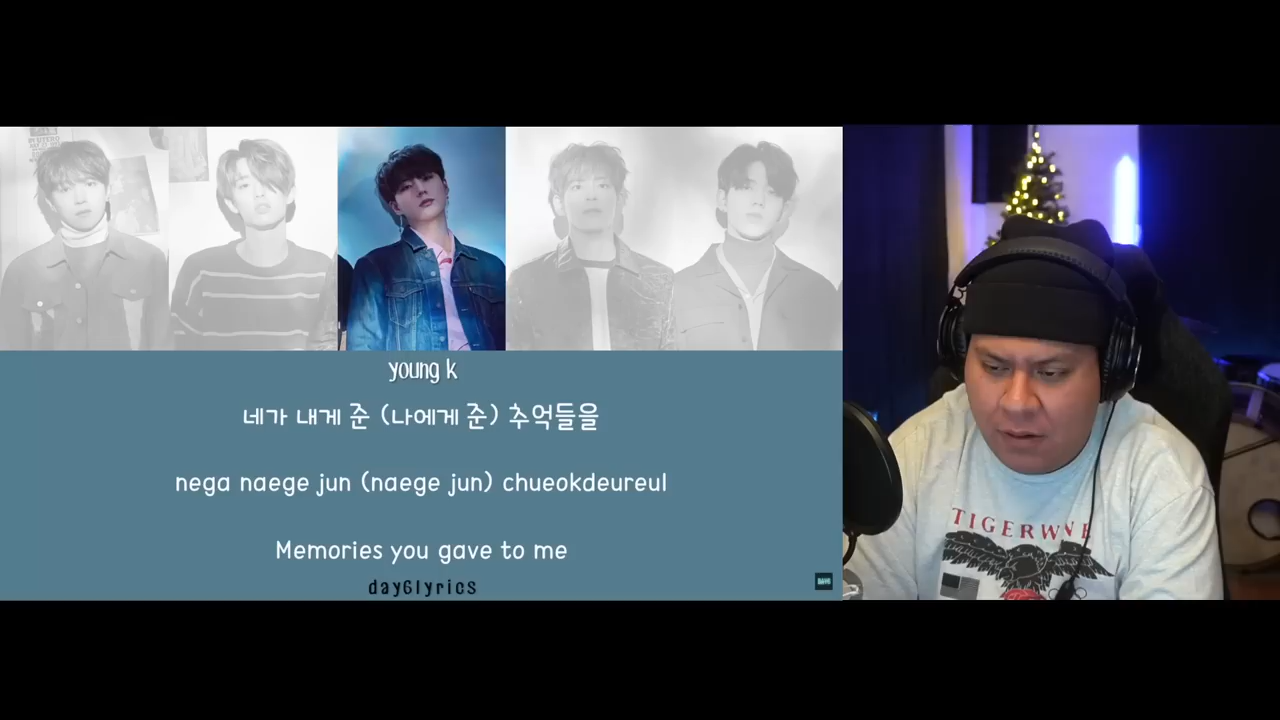 young k
네가 내게 준 (나에게 준) 추억들을
nega naege jun (naege jun) chueokdeureul
Memories you gave to me
day6lyrics
TIGERWNE